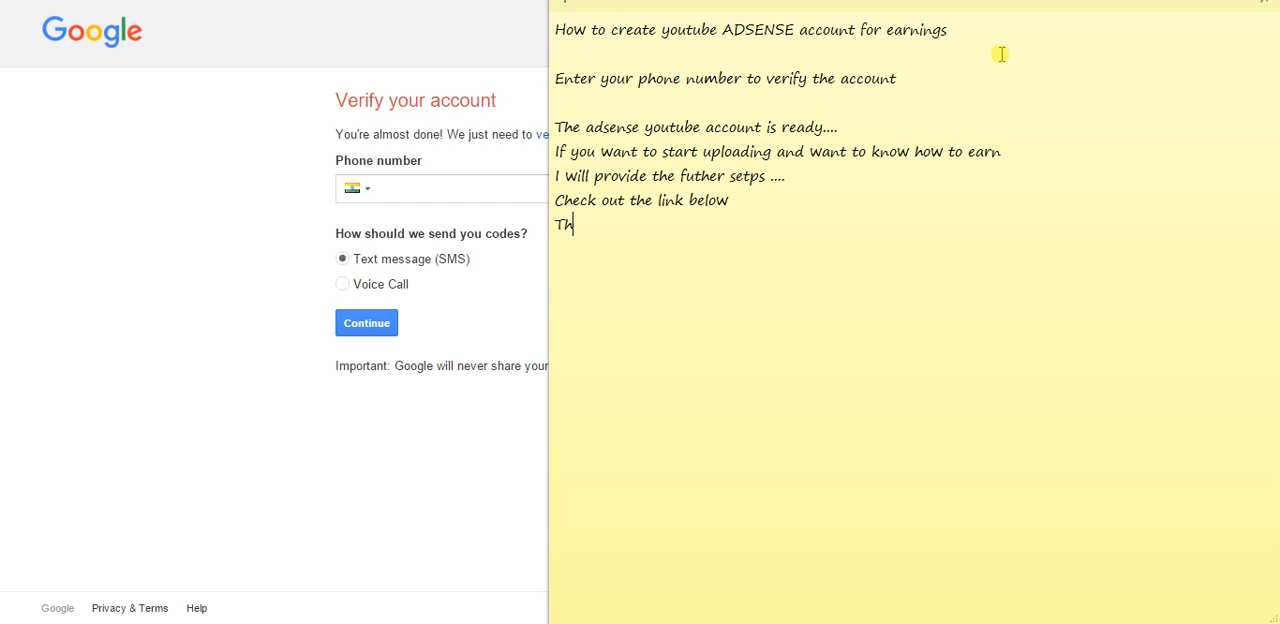 Google
Verify your account
You're almost done! We just need to ve
Phone number
How should we send you codes?
Text message (SMS)
Voice Call
Continue
Important: Google will never share your
Google Privacy & Terms Help
How to create youtube ADSENSE account for earnings
Enter your phone number to verify the account
The adsense youtube account is ready....
If you want to start uploading and want to know how to earn
I will provide the futher setps ....
Check out the link below
Th